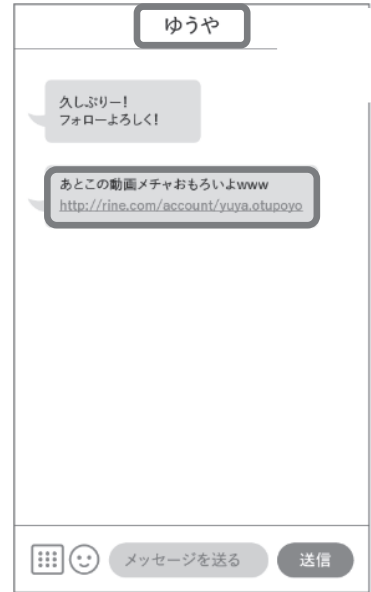 ゆうや
久しぶりー!
フォローよろしく!
あとこの動画メチャおもろいよwww
http://rine.com/account/yuya.otupoyo
メッセージを送る
送信